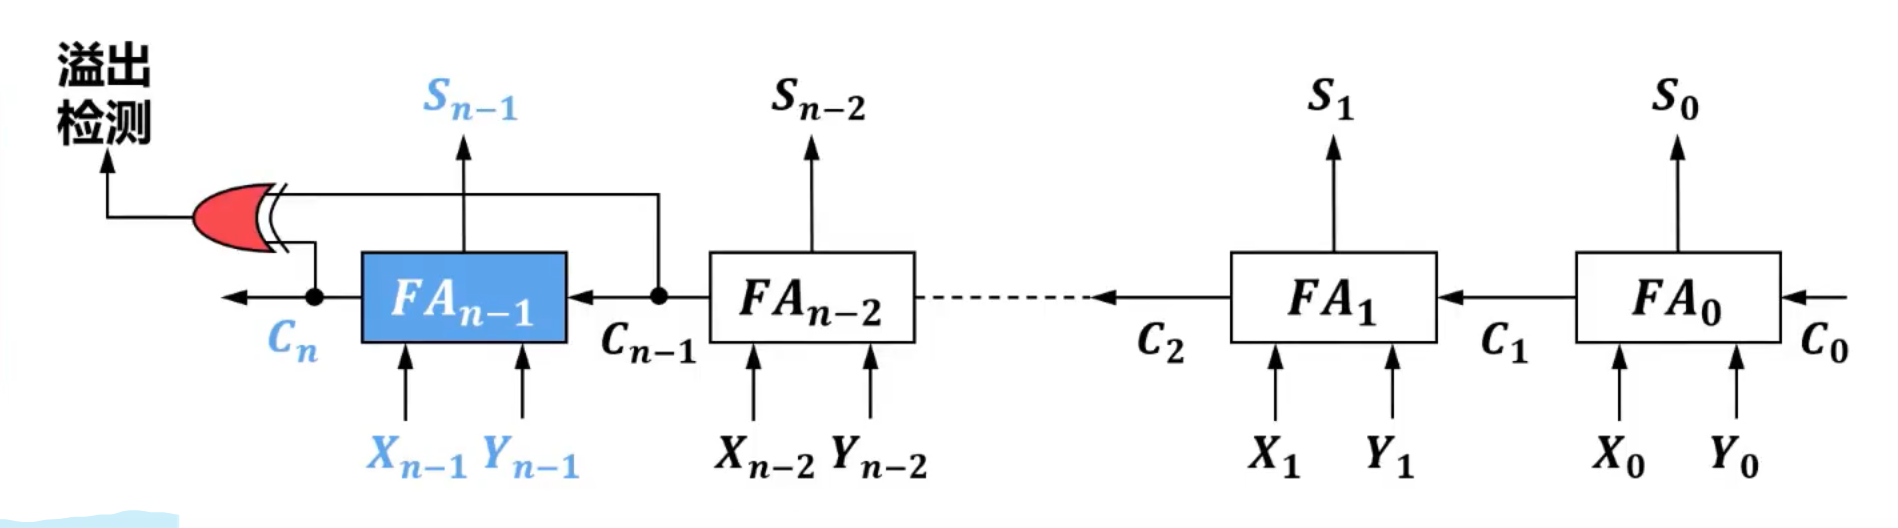 溢出
检测
S_{n-1} S_{n-2} S_1 S_0
FA_{n-1} FA_{n-2} FA_1 FA_0
C_n C_{n-1} C_2 C_1 C_0
X_{n-1} Y_{n-1} X_{n-2} Y_{n-2} X_1 Y_1 X_0 Y_0